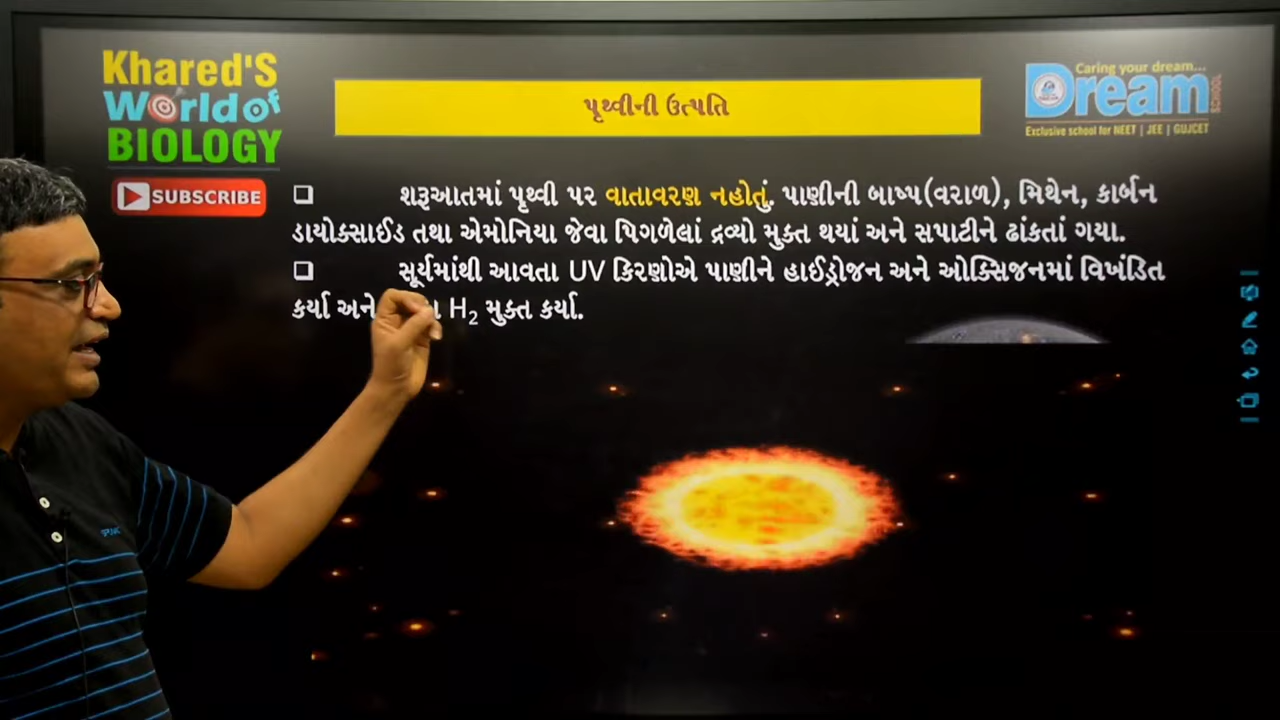 Khared'S
World of
BIOLOGY
SUBSCRIBE
પૃથ્વીની ઉત્પતિ
Caring your dream...
Dream
SCHOOL
Exclusive school for NEET | JEE | GUJCET
❑ શરૂઆતમાં પૃથ્વી પર વાતાવરણ નહોતું. પાણીની બાષ્પ(વરાળ), મિથેન, કાર્બન
ડાયોક્સાઈડ તથા એમોનિયા જેવા પિગળેલાં દ્રવ્યો મુક્ત થયાં અને સપાટીને ઢાંકતાં ગયા.
❑ સૂર્યમાંથી આવતા UV કિરણોએ પાણીને હાઈડ્રોજન અને ઓક્સિજનમાં વિખંડિત
કર્યા અને H₂ મુક્ત કર્યા.